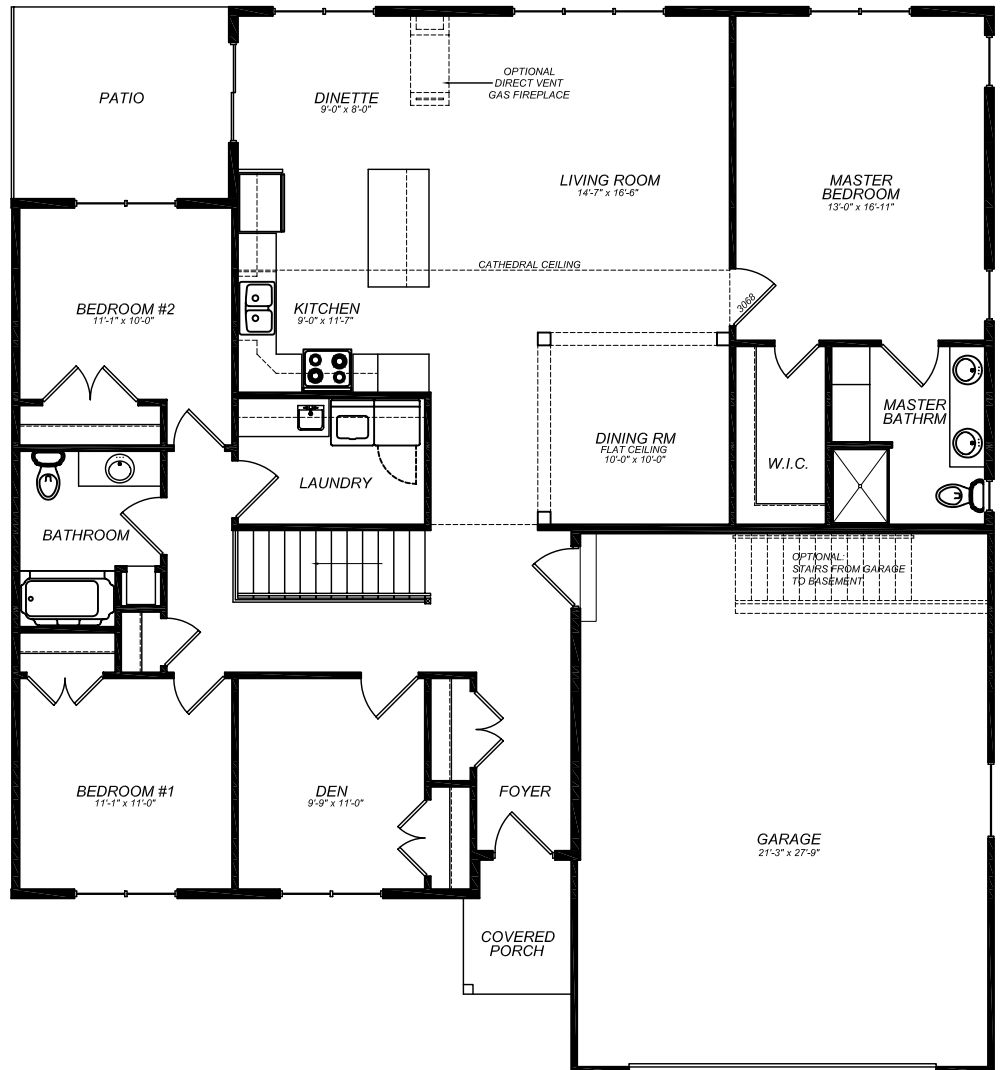 PATIO
DINETTE
9'-0" x 8'-0"
OPTIONAL
DIRECT VENT
GAS FIREPLACE
LIVING ROOM
14'-7" x 16'-6"
MASTER
BEDROOM
13'-0" x 16'-11"
CATHEDRAL CEILING
3068
BEDROOM #2
11'-1" x 10'-0"
KITCHEN
9'-0" x 11'-7"
MASTER
BATHRM
DINING RM
FLAT CEILING
10'-0" x 10'-0"
W.I.C.
LAUNDRY
BATHROOM
OPTIONAL:
STAIRS FROM GARAGE
TO BASEMENT
BEDROOM #1
11'-1" x 11'-0"
DEN
9'-9" x 11'-0"
FOYER
GARAGE
21'-3" x 27'-9"
COVERED
PORCH